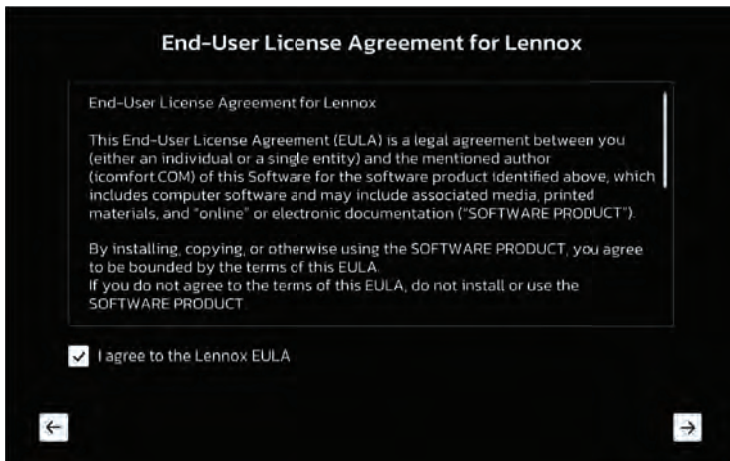 End-User License Agreement for Lennox
End-User License Agreement for Lennox
This End-User License Agreement (EULA) is a legal agreement between you
(either an individual or a single entity) and the mentioned author
(icomfort.COM) of this Software for the software product identified above, which
includes computer software and may include associated media, printed
materials, and “online” or electronic documentation (“SOFTWARE PRODUCT”).
By installing, copying, or otherwise using the SOFTWARE PRODUCT, you agree
to be bounded by the terms of this EULA.
If you do not agree to the terms of this EULA, do not install or use the
SOFTWARE PRODUCT.
I agree to the Lennox EULA